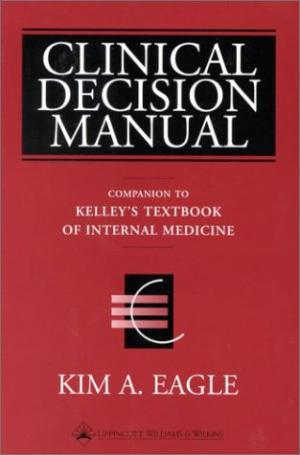 CLINICAL
DECISION
MANUAL
COMPANION TO
KELLEY'S TEXTBOOK
OF INTERNAL MEDICINE
KIM A. EAGLE
LIPPINCOTT WILLIAMS & WILKINS